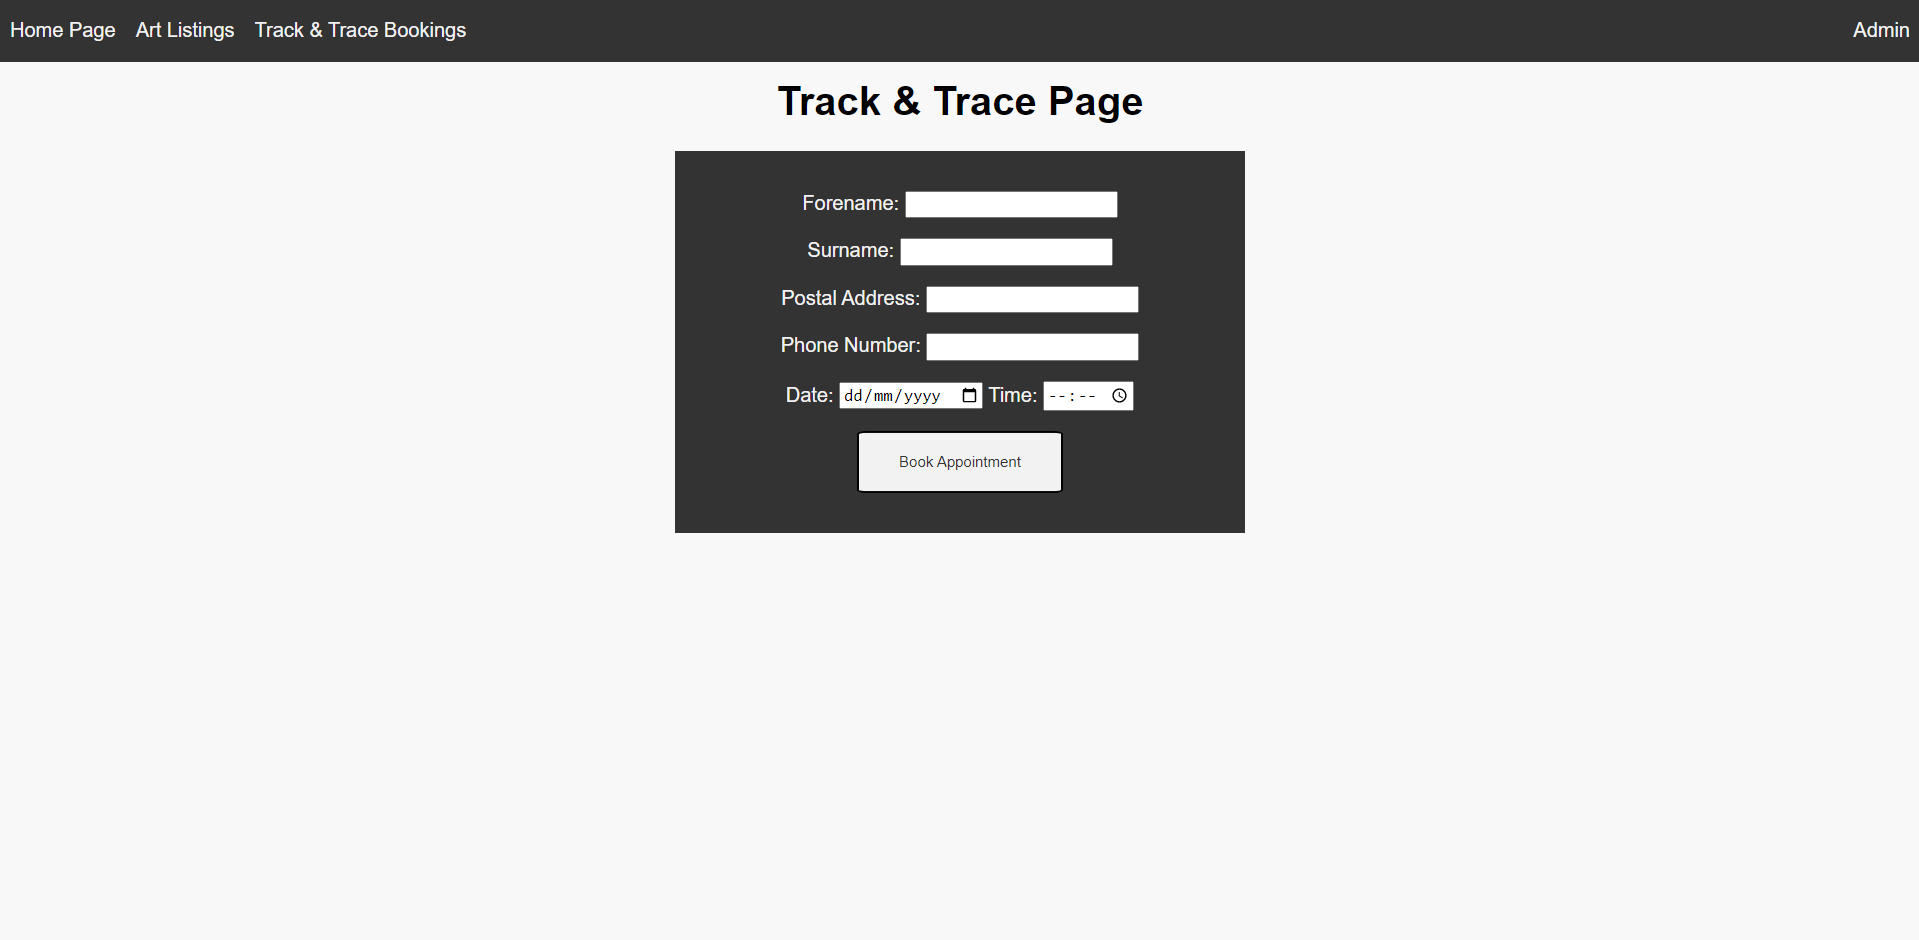 Home Page Art Listings Track & Trace Bookings Admin
Track & Trace Page
Forename:
Surname:
Postal Address:
Phone Number:
Date: dd/mm/yyyy Time: --:--
Book Appointment